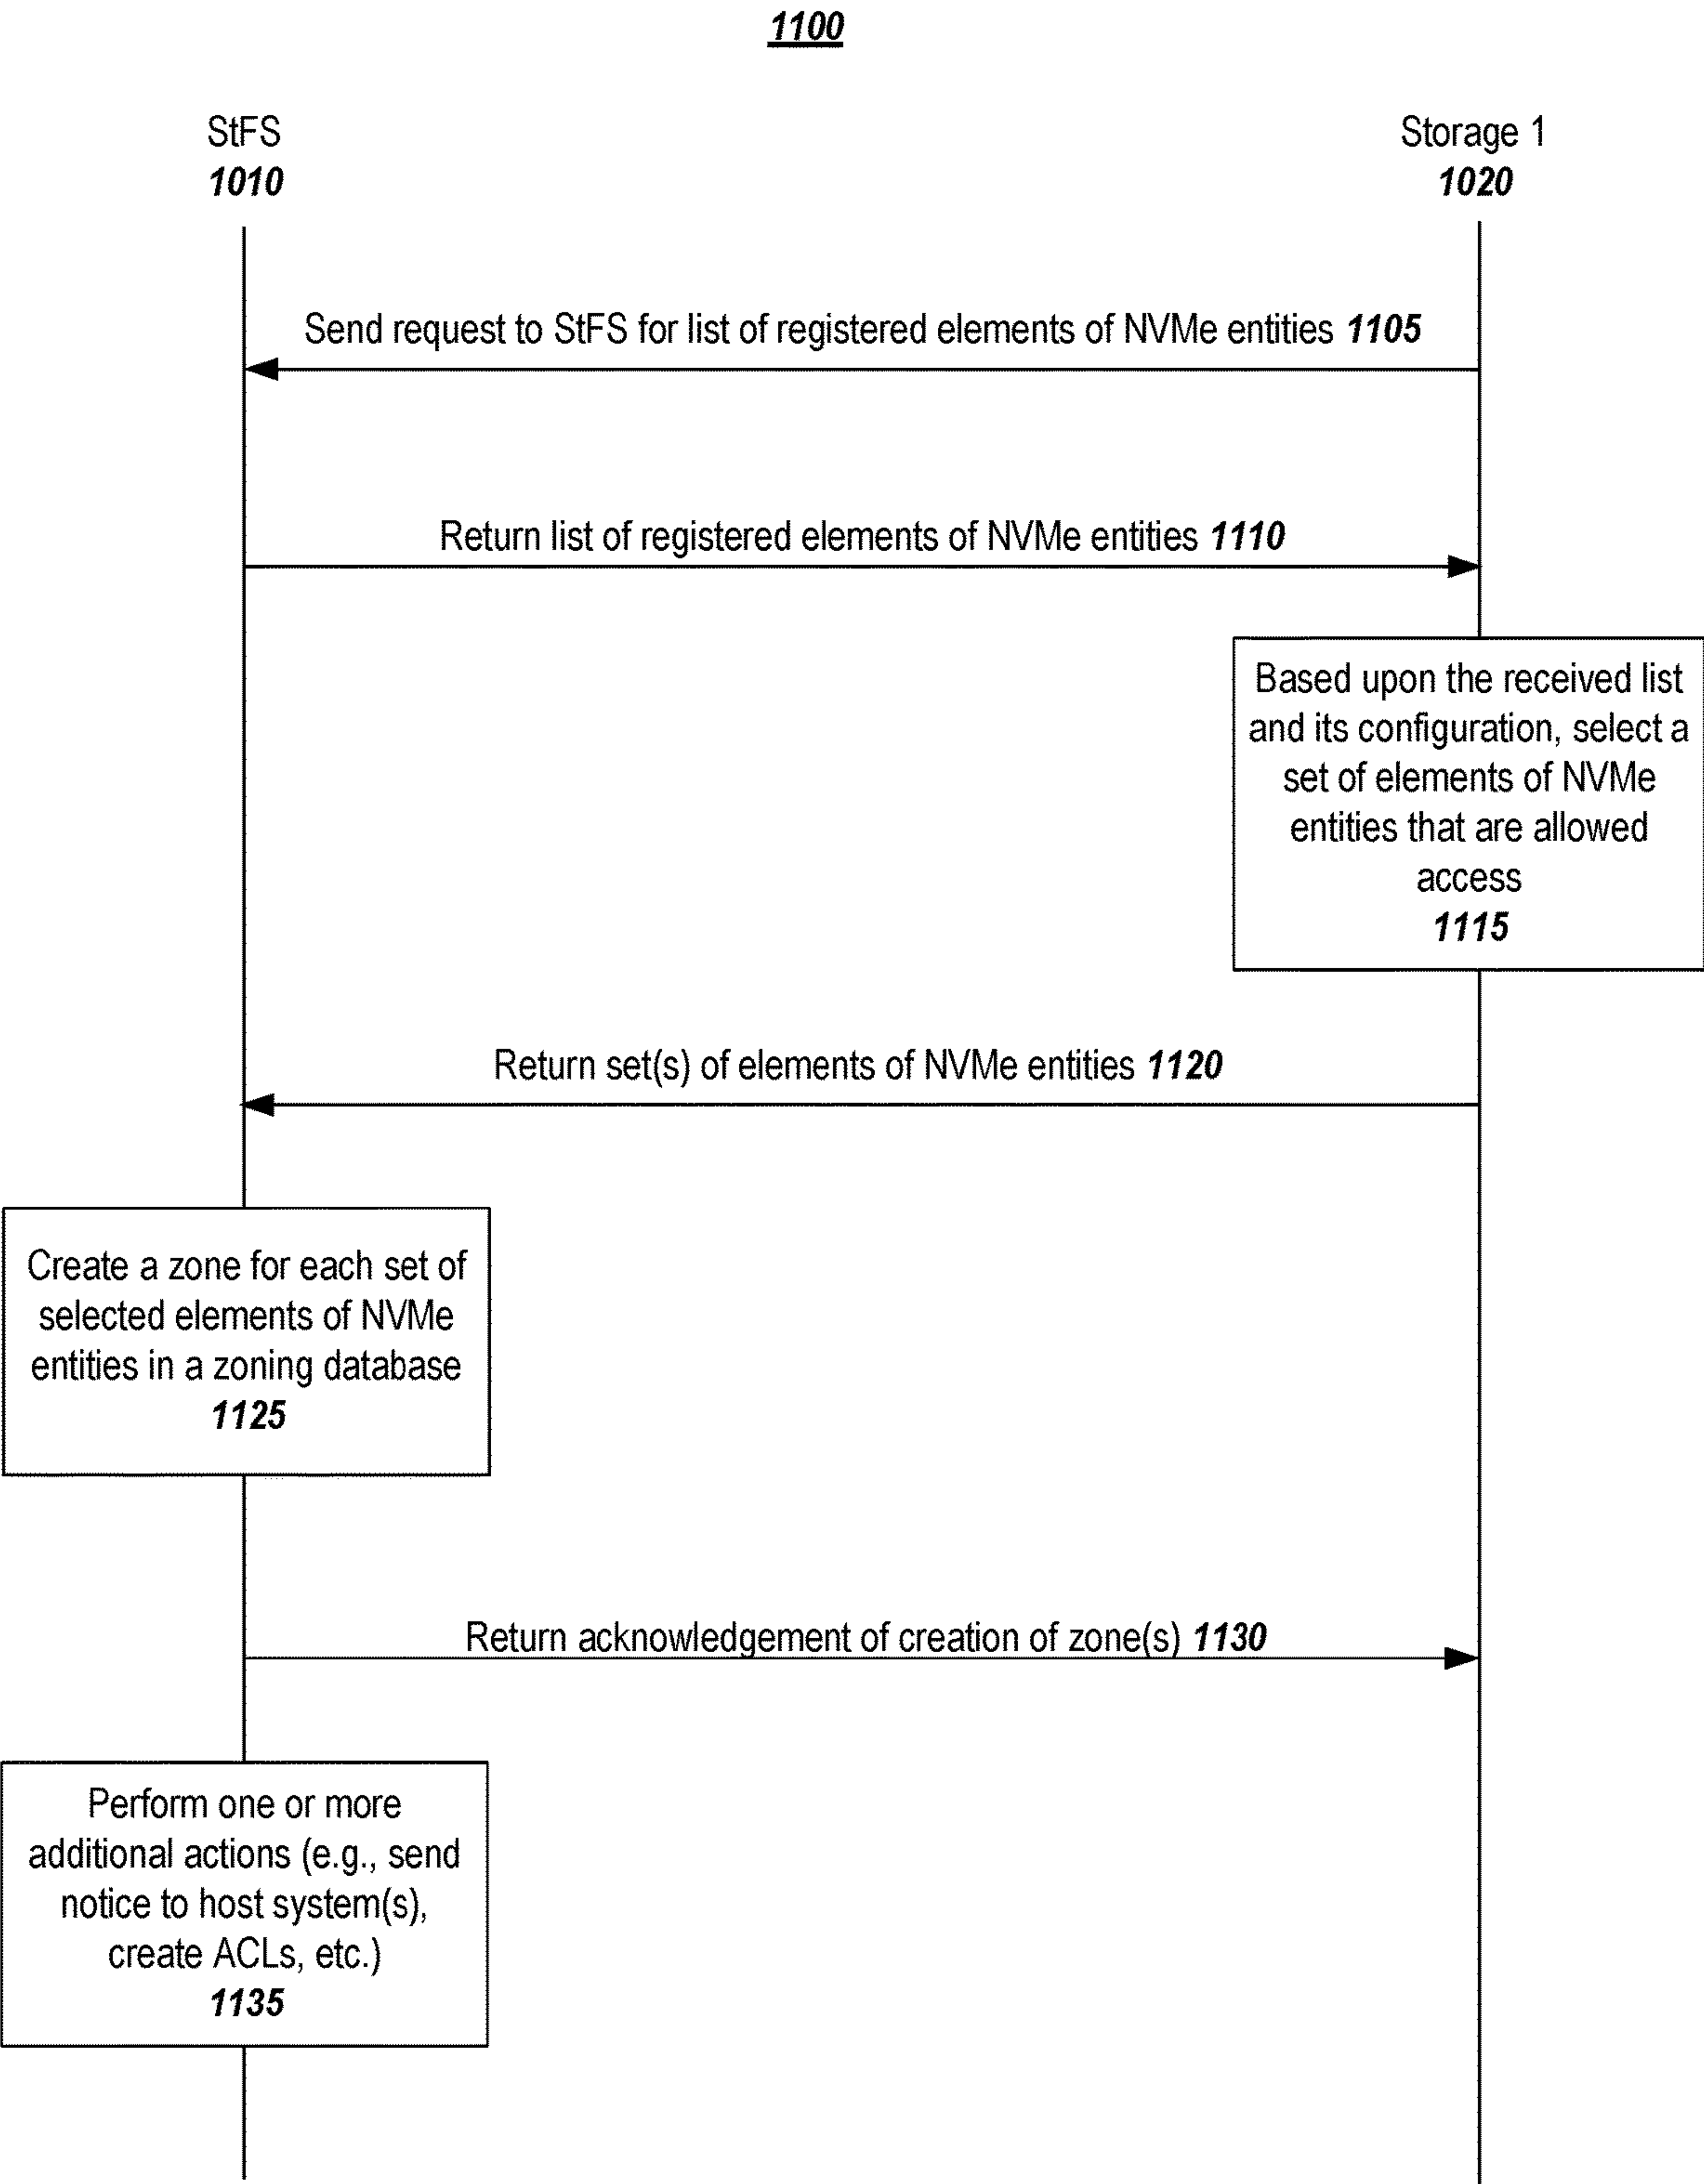 1100
StFS
1010
Storage 1
1020
Send request to StFS for list of registered elements of NVMe entities 1105
Return list of registered elements of NVMe entities 1110
Based upon the received list
and its configuration, select a
set of elements of NVMe
entities that are allowed
access
1115
Return set(s) of elements of NVMe entities 1120
Create a zone for each set of
selected elements of NVMe
entities in a zoning database
1125
Return acknowledgement of creation of zone(s) 1130
Perform one or more
additional actions (e.g., send
notice to host system(s),
create ACLs, etc.)
1135